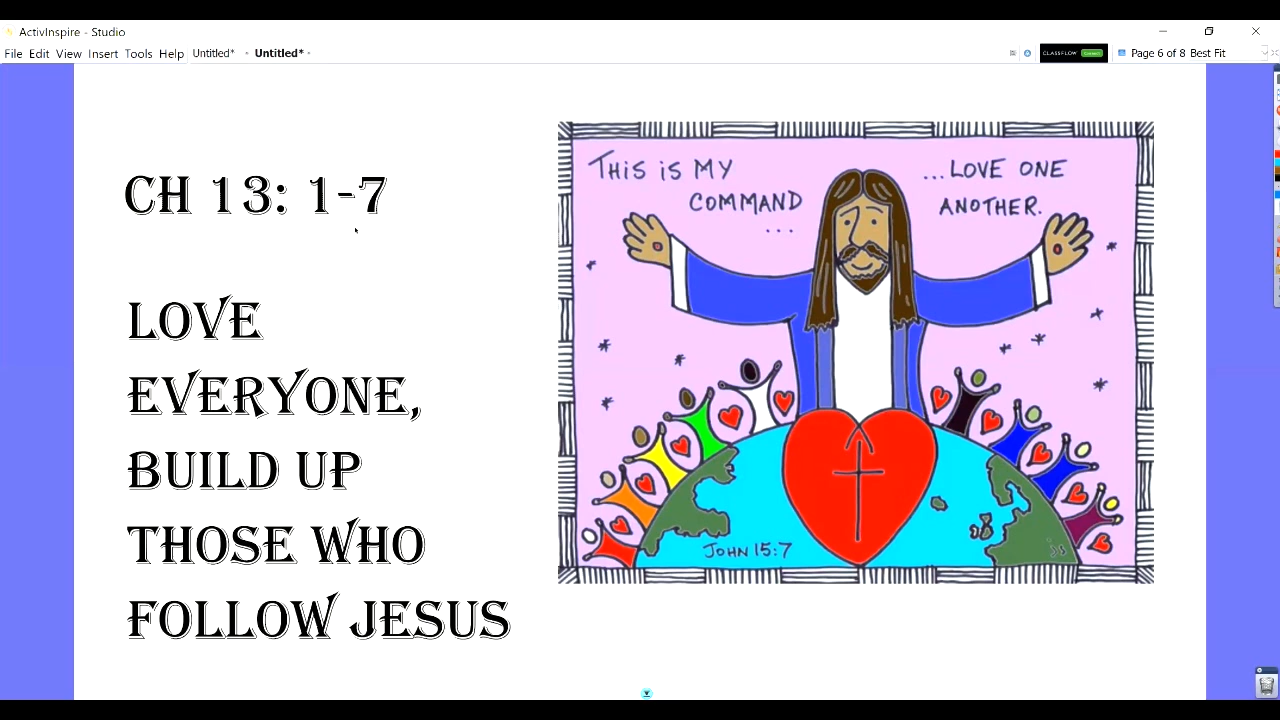 ActivInspire - Studio
File Edit View Insert Tools Help Untitled* Untitled*
CLASSFLOW Connect Page 6 of 8 Best Fit
CH 13: 1-7
LOVE
EVERYONE,
BUILD UP
THOSE WHO
FOLLOW JESUS
THIS IS MY
COMMAND
...
...LOVE ONE
ANOTHER.
JOHN 15:7